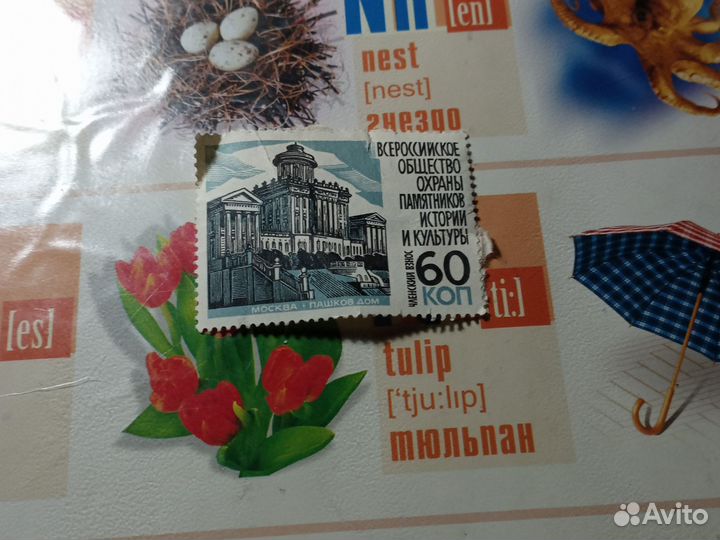 Nn [en]
nest
[nest]
гнездо
ВСЕРОССИЙСКОЕ
ОБЩЕСТВО
ОХРАНЫ
ПАМЯТНИКОВ
ИСТОРИИ
И КУЛЬТУРЫ
ЧЛЕНСКИЙ ВЗНОС
60
КОП
МОСКВА • ПАШКОВ ДОМ
[es]
[ti:]
tulip
['tju:lıp]
тюльпан
Avito